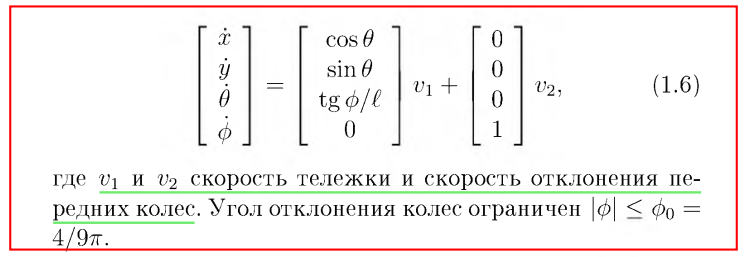 [ẋ ẏ θ̇ ϕ̇] = [cos θ sin θ tg ϕ/ℓ 0] v₁ + [0 0 0 1] v₂, (1.6)
где v₁ и v₂ скорость тележки и скорость отклонения пе-
редних колес. Угол отклонения колес ограничен |ϕ| ≤ ϕ₀ =
4/9π.